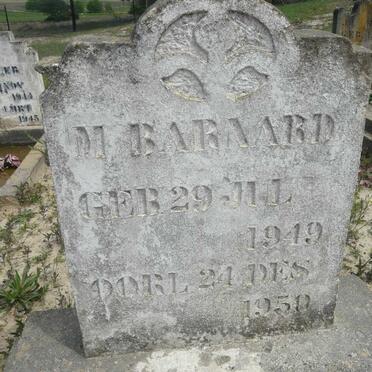 M BARNARD
GEB 29 JUL
1949
OORL 24 DES
1950